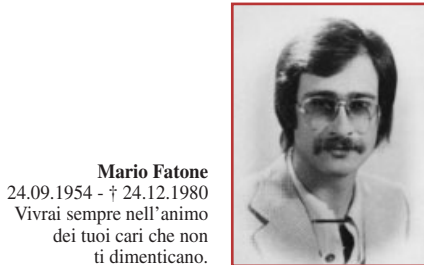 Mario Fatone
24.09.1954 - † 24.12.1980
Vivrai sempre nell'animo
dei tuoi cari che non
ti dimenticano.